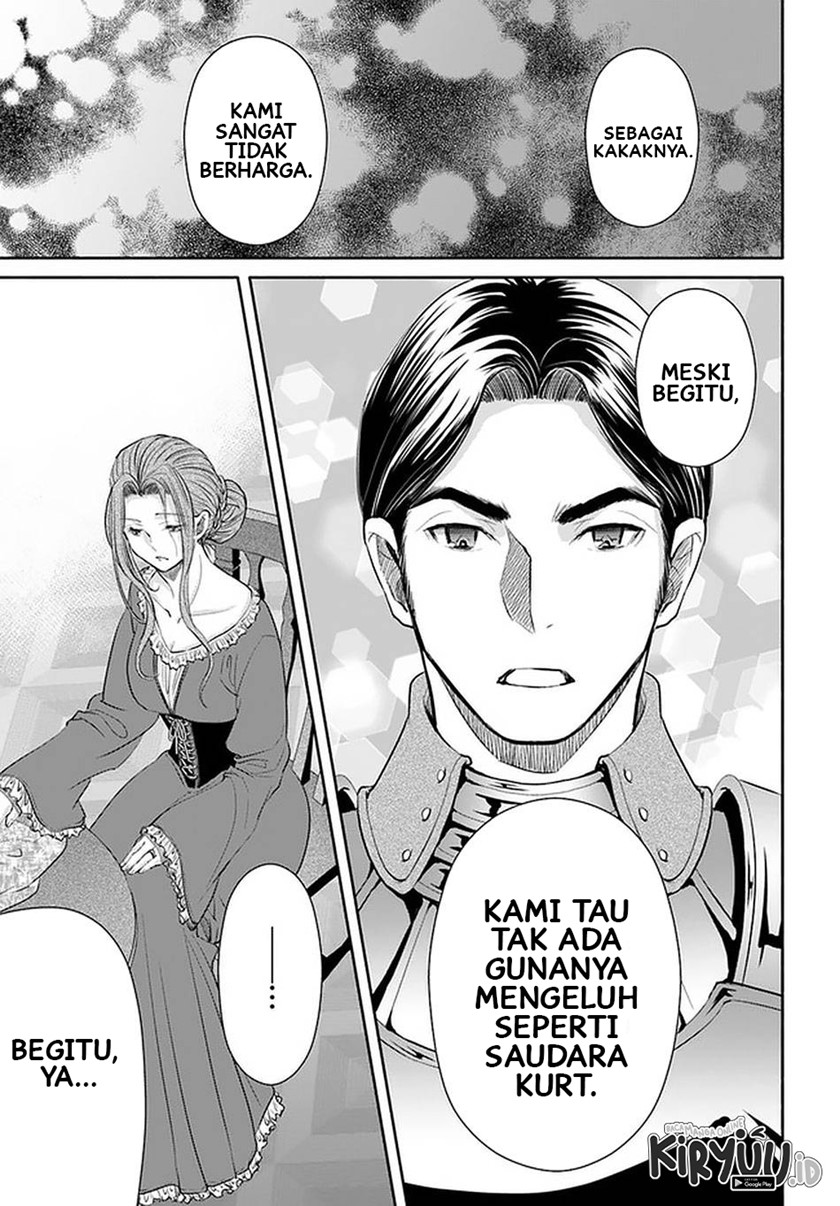 SEBAGAI
KAKAKNYA.
KAMI
SANGAT
TIDAK
BERHARGA.
MESKI
BEGITU,
KAMI TAU
TAK ADA
GUNANYA
MENGELUH
SEPERTI
SAUDARA
KURT.
—...
BEGITU,
YA...
BACA MANGA ONLINE
KIRYUU.iD
Google Play